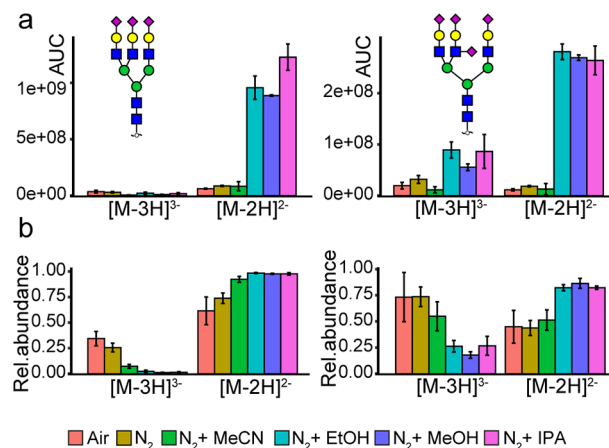 a
AUC
1e+09
5e+08
0e+00
[M-3H]³⁻ [M-2H]²⁻
AUC
2e+08
1e+08
0e+00
[M-3H]³⁻ [M-2H]²⁻
b
Rel.abundance
1.00
0.75
0.50
0.25
0.00
[M-3H]³⁻ [M-2H]²⁻
Rel.abundance
1.00
0.75
0.50
0.25
0.00
[M-3H]³⁻ [M-2H]²⁻
Air N₂ N₂+ MeCN N₂+ EtOH N₂+ MeOH N₂+ IPA